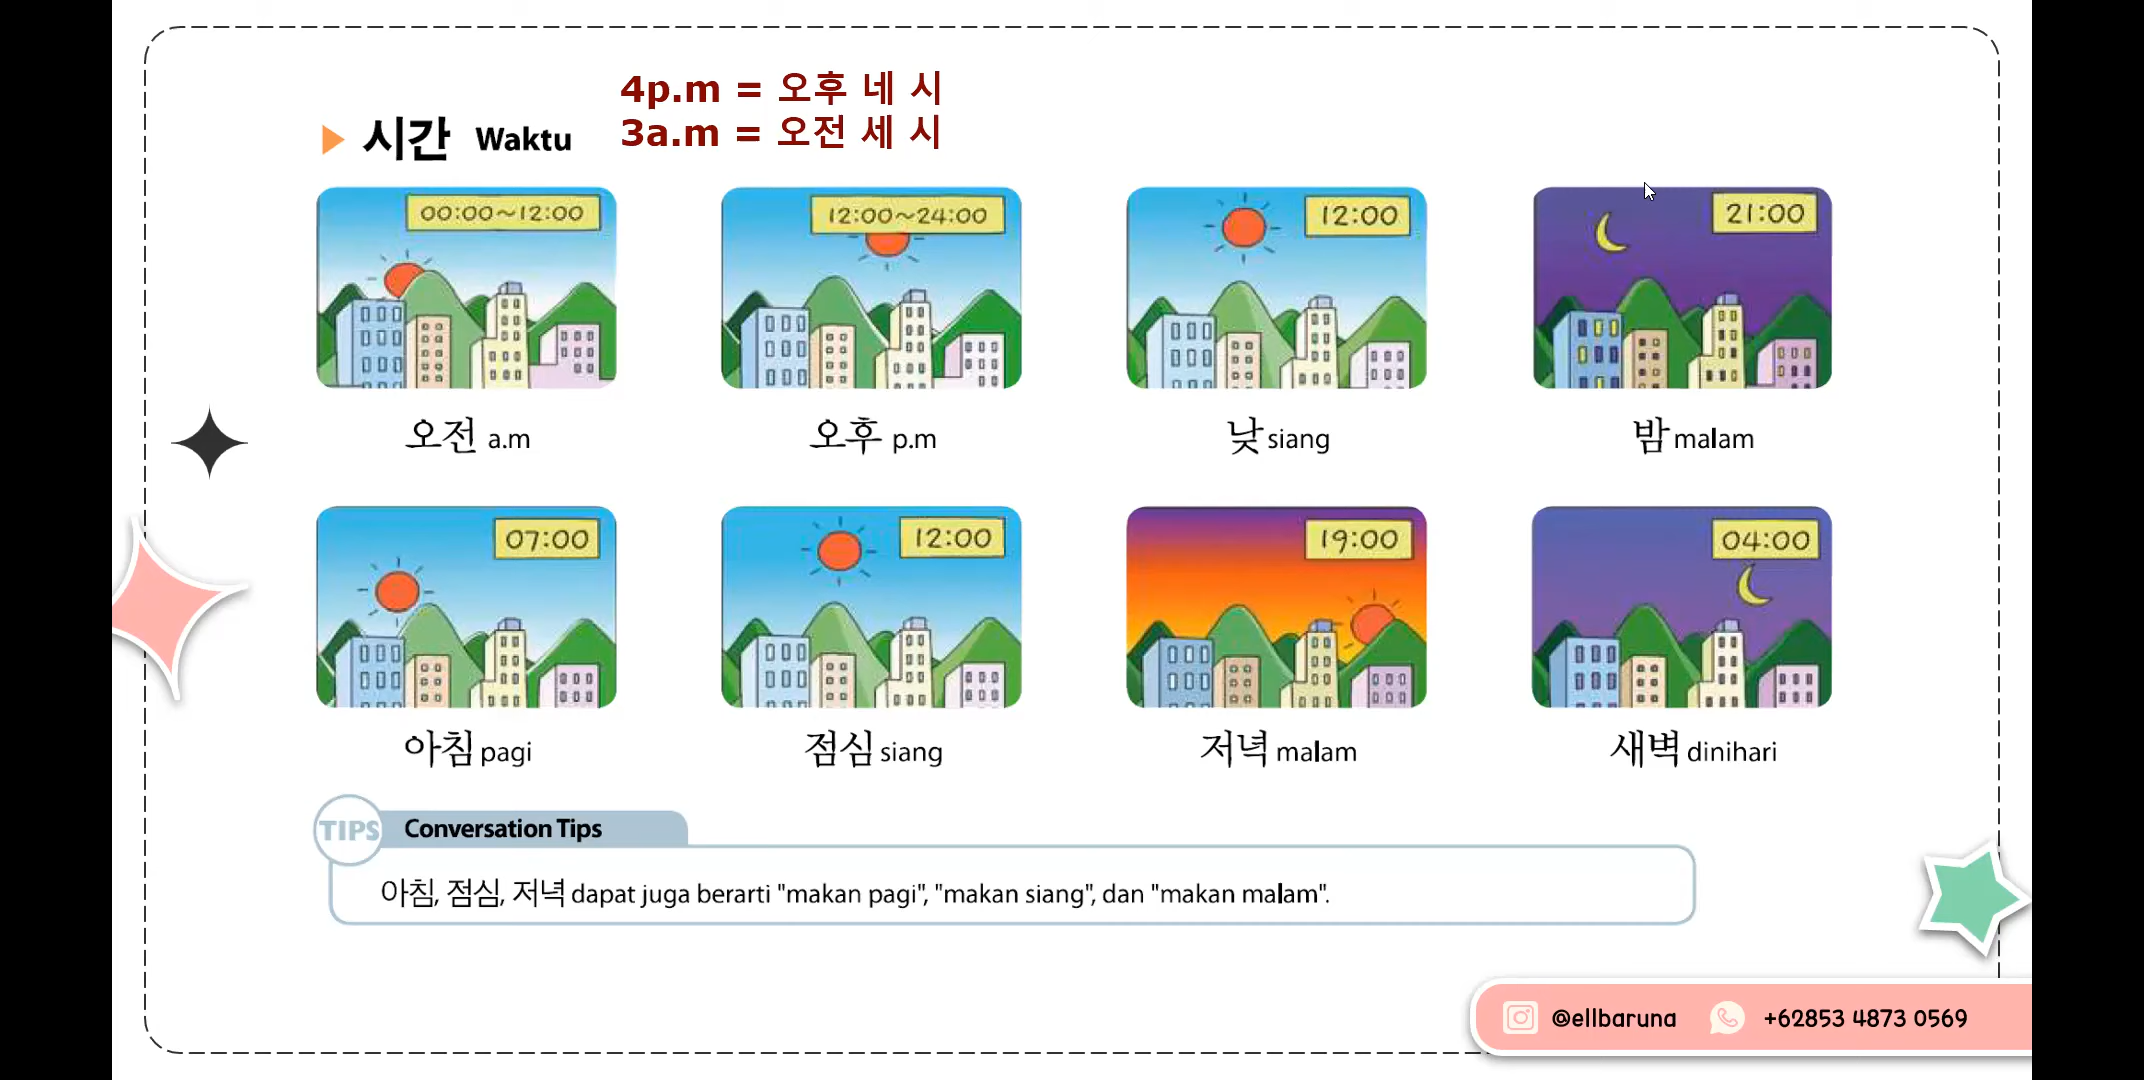 4p.m = 오후 네 시
3a.m = 오전 세 시
시간 Waktu
00:00~12:00
12:00~24:00
12:00
21:00
오전 a.m
오후 p.m
낮 siang
밤 malam
07:00
12:00
19:00
04:00
아침 pagi
점심 siang
저녁 malam
새벽 dinihari
TIPS Conversation Tips
아침, 점심, 저녁 dapat juga berarti "makan pagi", "makan siang", dan "makan malam".
@ellbaruna +62853 4873 0569